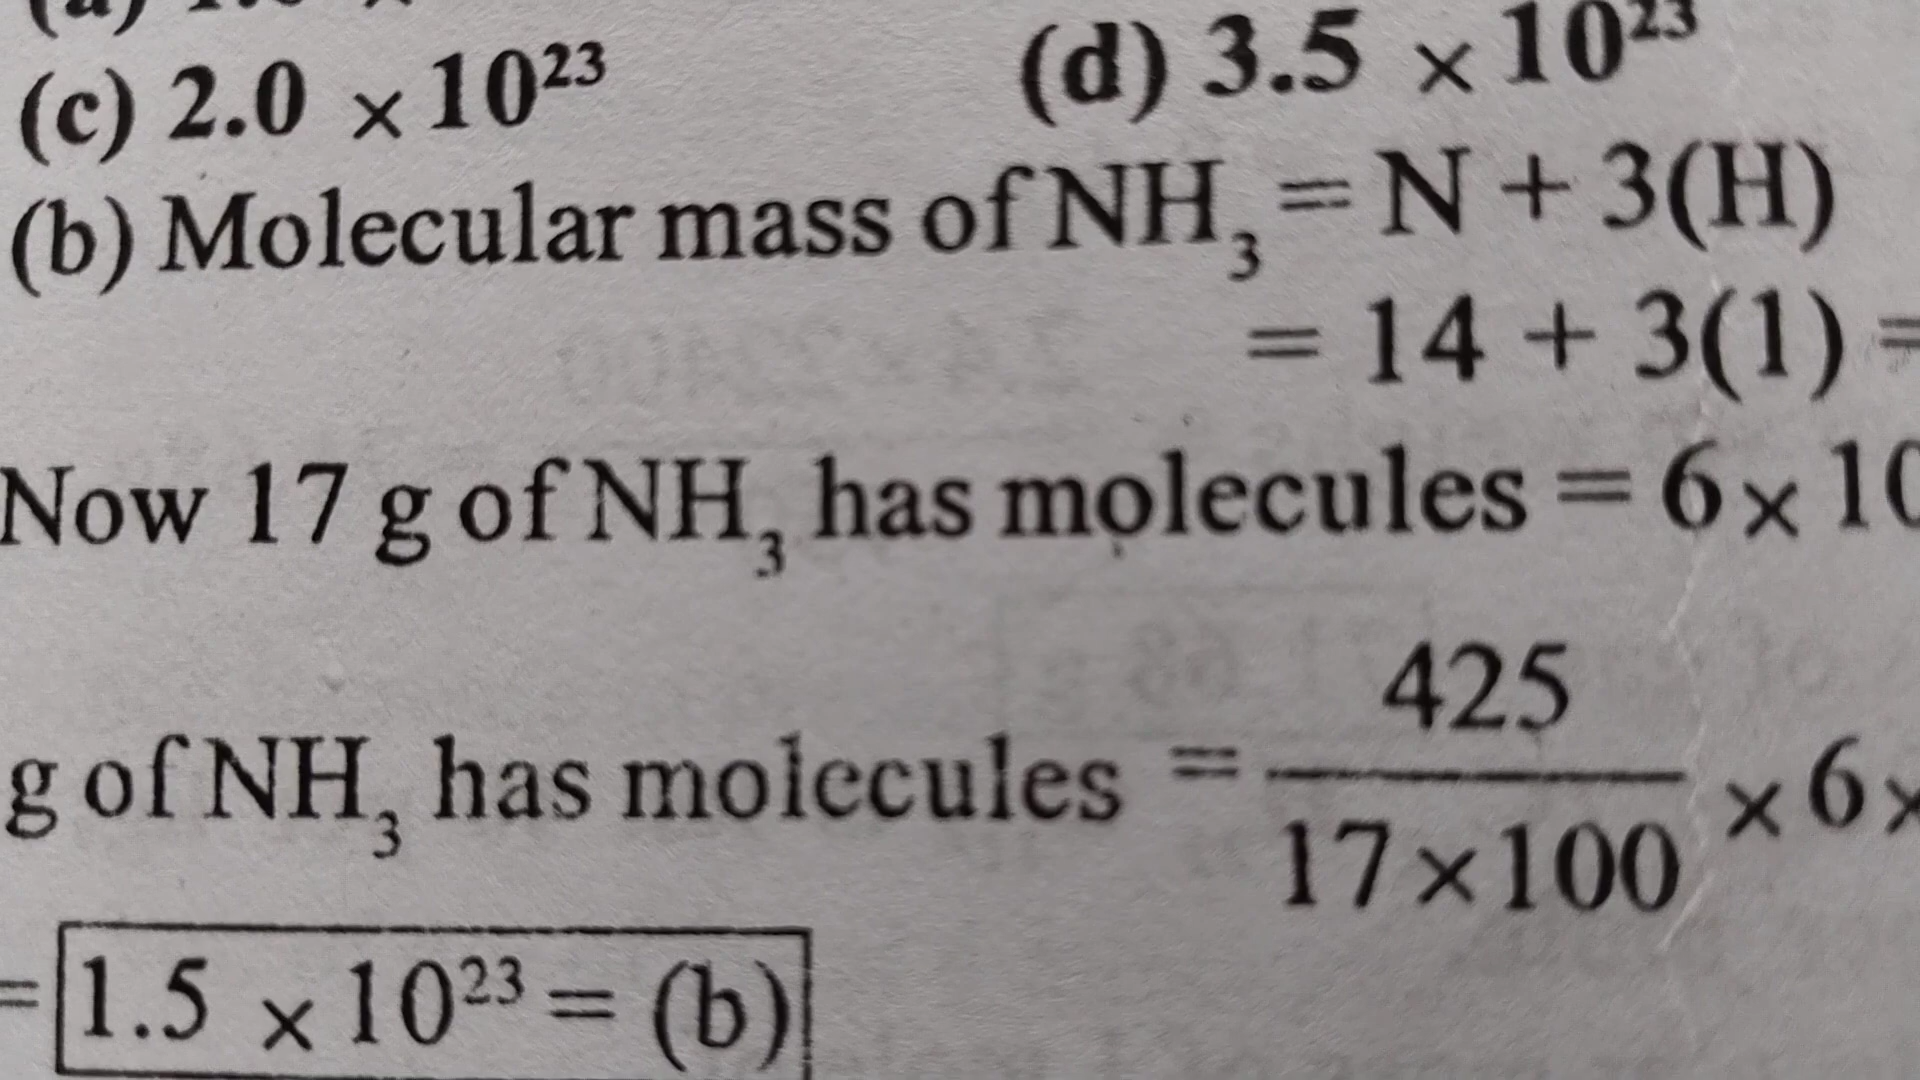 (c) 2.0 × 10²³ (d) 3.5 × 10²³
(b) Molecular mass of NH₃ = N + 3(H)
= 14 + 3(1) =
Now 17 g of NH₃ has molecules = 6 × 10
g of NH₃ has molecules = 425 / 17 × 100 × 6 ×
= 1.5 × 10²³ = (b)